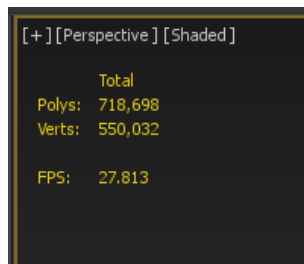 [+] [Perspective] [Shaded]
Total
Polys: 718,698
Verts: 550,032
FPS: 27.813